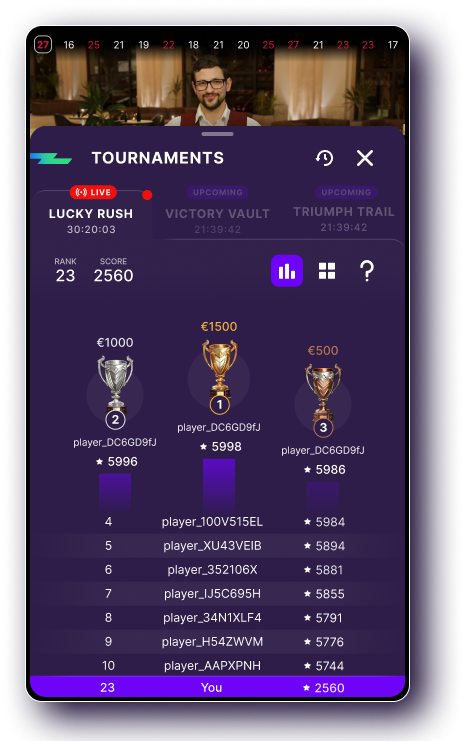 27 16 25 21 19 22 18 21 20 25 27 21 23 23 17
TOURNAMENTS
LIVE UPCOMING UPCOMING
LUCKY RUSH VICTORY VAULT TRIUMPH TRAIL
30:20:03 21:39:42 21:39:42
RANK SCORE
23 2560
€1500
€1000
€500
1
2
3
player_DC6GD9fJ
player_DC6GD9fJ
player_DC6GD9fJ
5998
5996
5986
4 player_100V515EL 5984
5 player_XU43VEIB 5894
6 player_352106X 5881
7 player_IJ5C695H 5855
8 player_34N1XLF4 5791
9 player_H54ZWVM 5776
10 player_AAPXPNH 5744
23 You 2560